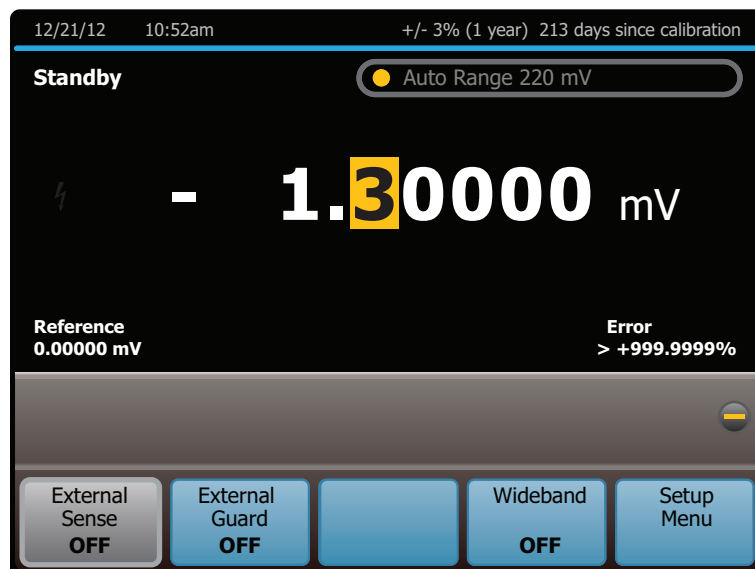 12/21/12 10:52am +/- 3% (1 year) 213 days since calibration
Standby
Auto Range 220 mV
- 1.30000 mV
Reference
0.00000 mV
Error
> +999.9999%
External
Sense
OFF
External
Guard
OFF
Wideband
OFF
Setup
Menu